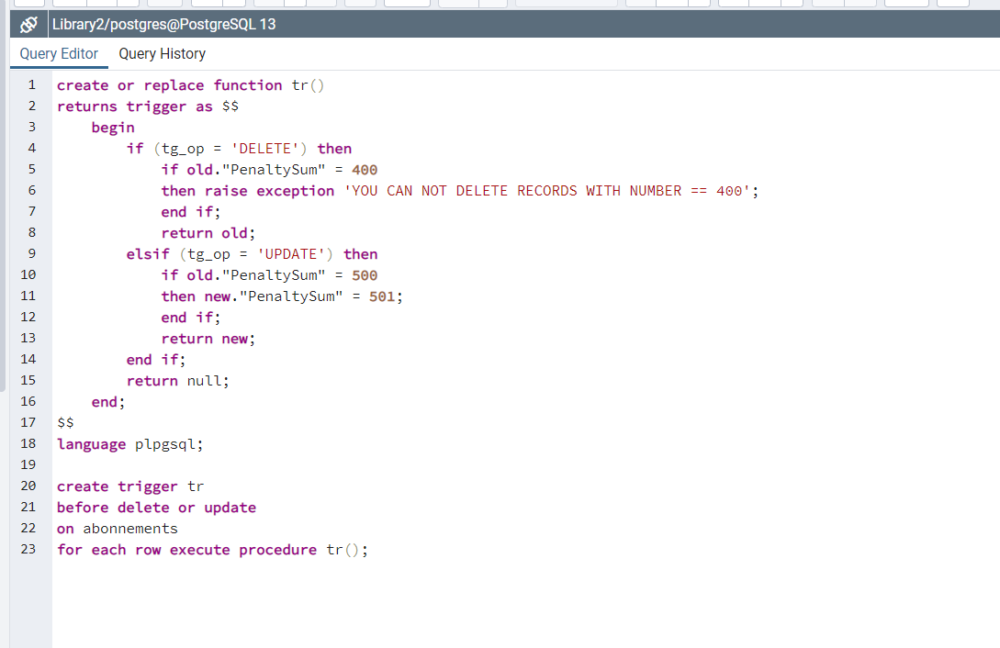 Library2/postgres@PostgreSQL 13
Query Editor Query History
1 create or replace function tr()
2 returns trigger as $$
3 begin
4 if (tg_op = 'DELETE') then
5 if old."PenaltySum" = 400
6 then raise exception 'YOU CAN NOT DELETE RECORDS WITH NUMBER == 400';
7 end if;
8 return old;
9 elsif (tg_op = 'UPDATE') then
10 if old."PenaltySum" = 500
11 then new."PenaltySum" = 501;
12 end if;
13 return new;
14 end if;
15 return null;
16 end;
17 $$
18 language plpgsql;
19
20 create trigger tr
21 before delete or update
22 on abonnements
23 for each row execute procedure tr();